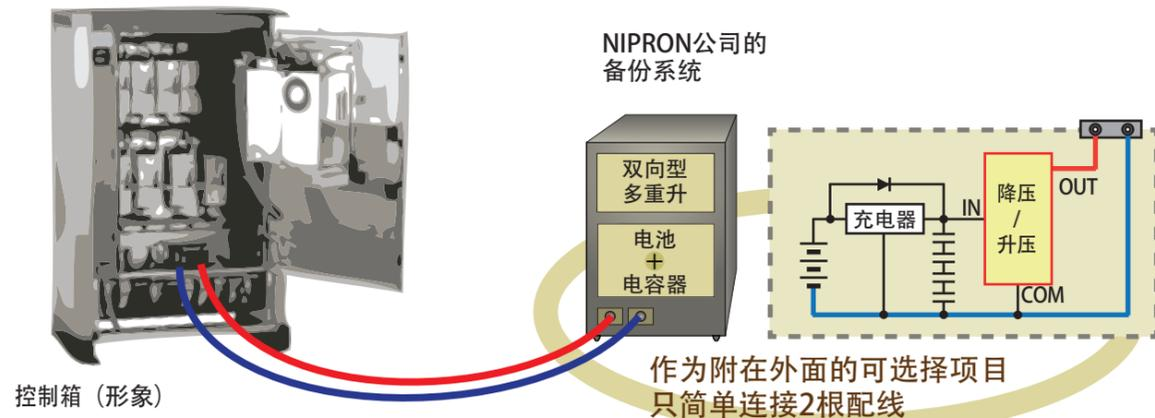 NIPRON公司的
备份系统
双向型
多重升
电池
+
电容器
充电器
IN
降压
/
升压
OUT
COM
控制箱（形象）
作为附在外面的可选择项目
只简单连接2根配线